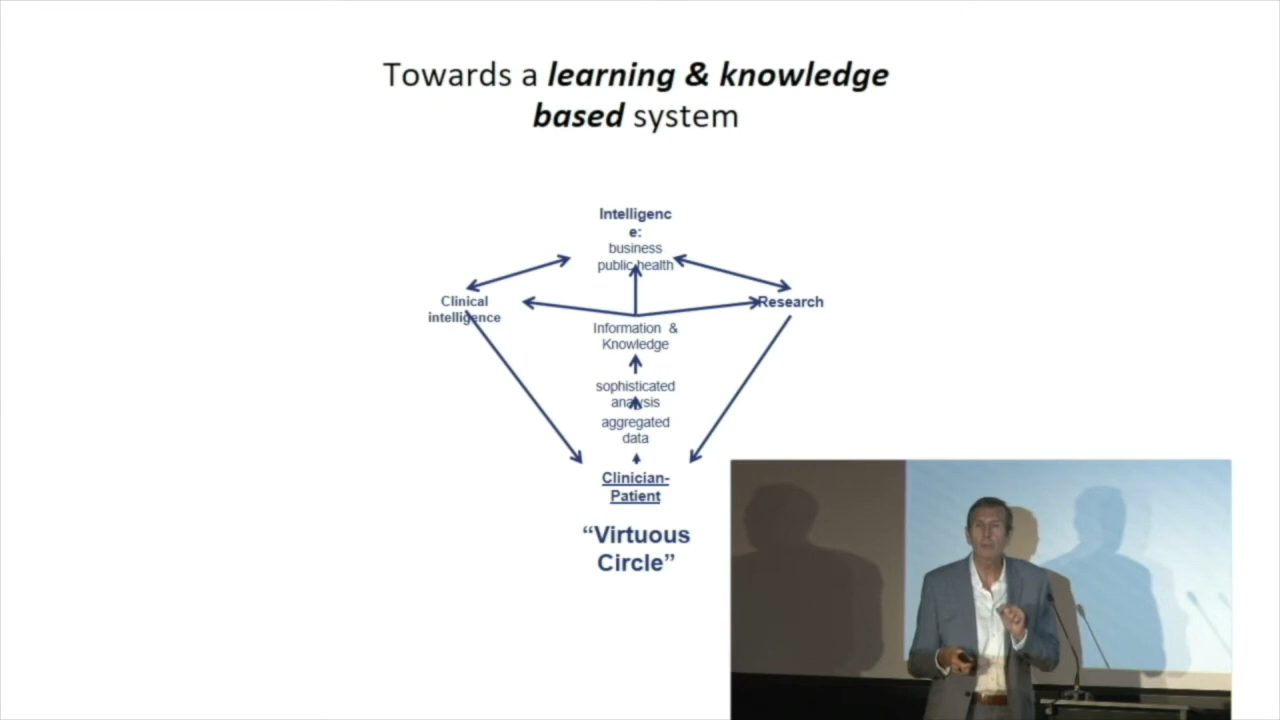 Towards a learning & knowledge
based system
Intelligenc
e:
business
public health
Clinical
intelligence
Research
Information &
Knowledge
sophisticated
analysis
aggregated
data
Clinician-
Patient
“Virtuous
Circle”